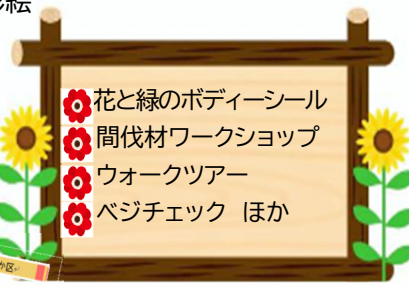 絵
花と緑のボディーシール
間伐材ワークショップ
ウォークツアー
ベジチェック ほか